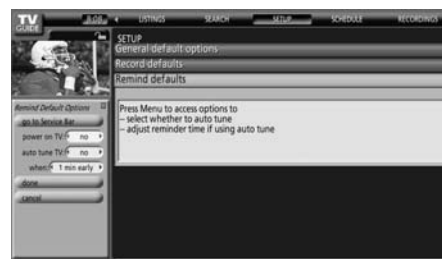 TV
GUIDE
8:08
LISTINGS SEARCH SETUP SCHEDULE RECORDINGS
SETUP
General default options
Record defaults
Remind defaults
Press Menu to access options to
– select whether to auto tune
– adjust reminder time if using auto tune
Remind Default Options
go to Service Bar
power on TV: no
auto tune TV: no
when: 1 min early
done
cancel